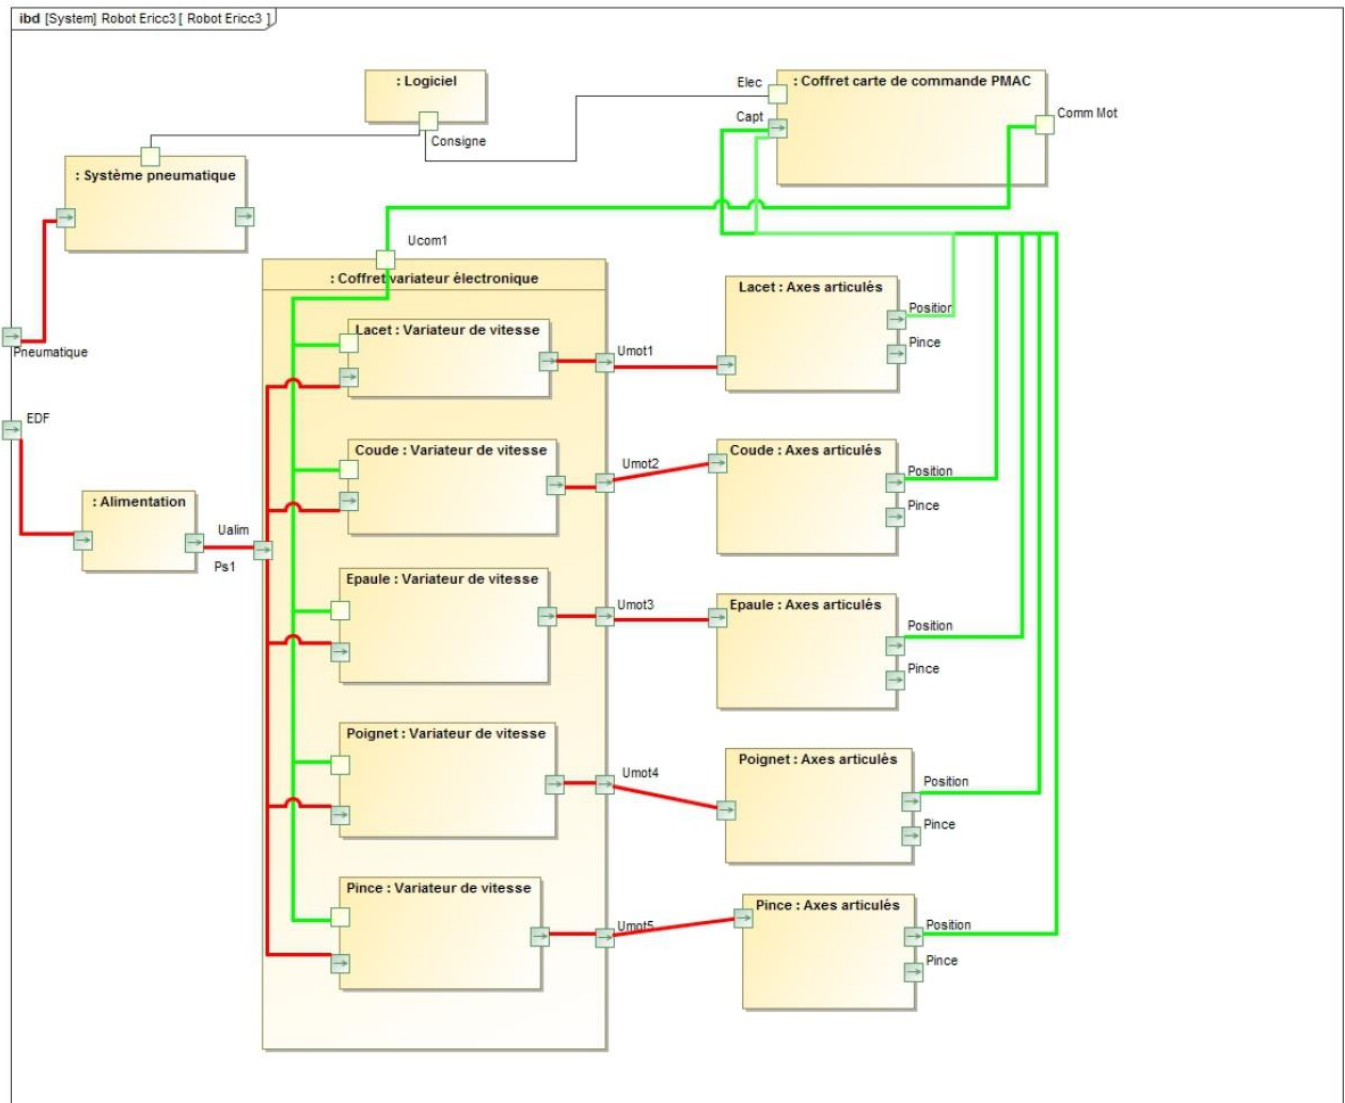 ibd [System] Robot Ericc3 [ Robot Ericc3 ]
: Logiciel
Consigne
Elec
: Coffret carte de commande PMAC
Capt
Comm Mot
: Système pneumatique
Pneumatique
EDF
: Alimentation
Ualim
Ps1
Ucom1
: Coffret variateur électronique
Lacet : Variateur de vitesse
Umot1
Lacet : Axes articulés
Position
Pince
Coude : Variateur de vitesse
Umot2
Coude : Axes articulés
Position
Pince
Epaule : Variateur de vitesse
Umot3
Epaule : Axes articulés
Position
Pince
Poignet : Variateur de vitesse
Umot4
Poignet : Axes articulés
Position
Pince
Pince : Variateur de vitesse
Umot5
Pince : Axes articulés
Position
Pince